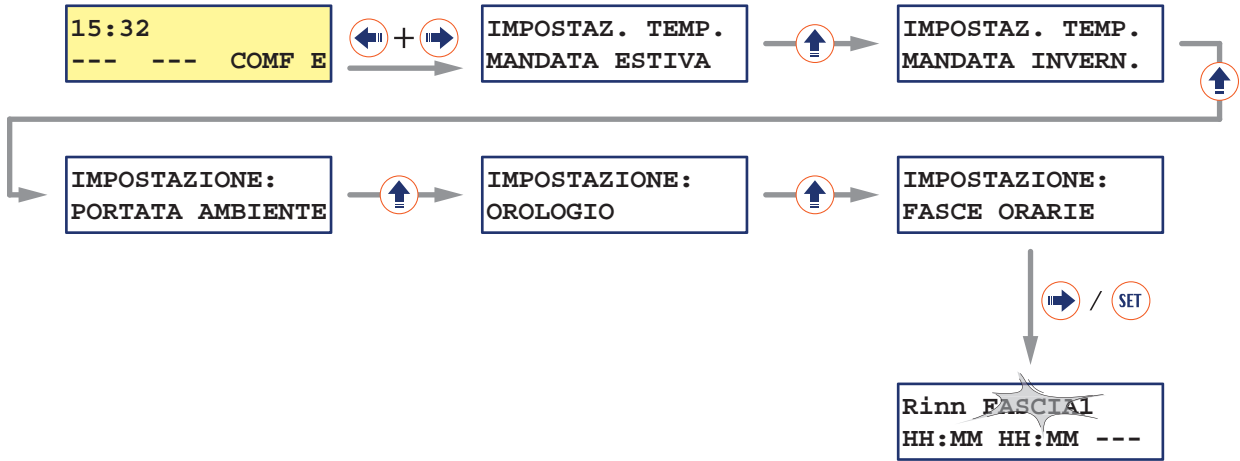 15:32
--- --- COMF E
+
IMPOSTAZ. TEMP.
MANDATA ESTIVA
IMPOSTAZ. TEMP.
MANDATA INVERN.
IMPOSTAZIONE:
PORTATA AMBIENTE
IMPOSTAZIONE:
OROLOGIO
IMPOSTAZIONE:
FASCE ORARIE
/ SET
Rinn FASCIA1
HH:MM HH:MM ---